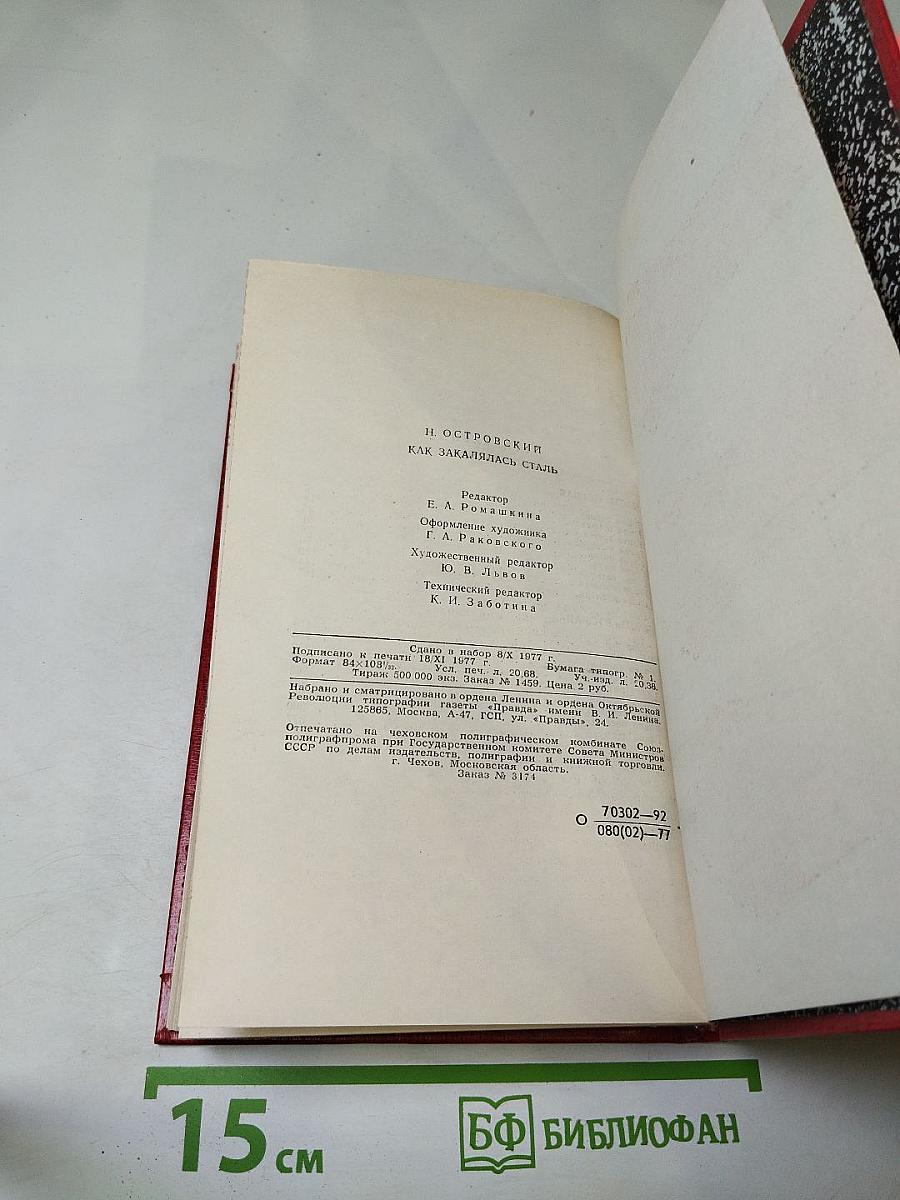 Н. ОСТРОВСКИЙ
КАК ЗАКАЛЯЛАСЬ СТАЛЬ
Редактор
Е. А. Ромашкина
Оформление художника
Г. А. Раковского
Художественный редактор
Ю. В. Львов
Технический редактор
К. И. Заботина
Сдано в набор 8/X 1977 г.
Подписано к печати 18/XI 1977 г. Бумага типогр. № 1.
Формат 84×108¹/₃₂. Усл. печ. л. 20,68. Уч.-изд. л. 20,38.
Тираж 500 000 экз. Заказ № 1459. Цена 2 руб.
Набрано и сматрицировано в ордена Ленина и ордена Октябрьской
Революции типографии газеты «Правда» имени В. И. Ленина.
125865, Москва, А-47, ГСП, ул. «Правды», 24.
Отпечатано на чеховском полиграфическом комбинате Союз-
полиграфпрома при Государственном комитете Совета Министров
СССР по делам издательств, полиграфии и книжной торговли.
г. Чехов, Московская область.
Заказ № 3174
О 70302—92
080(02)—77
15 см
БФ БИБЛИОФАН